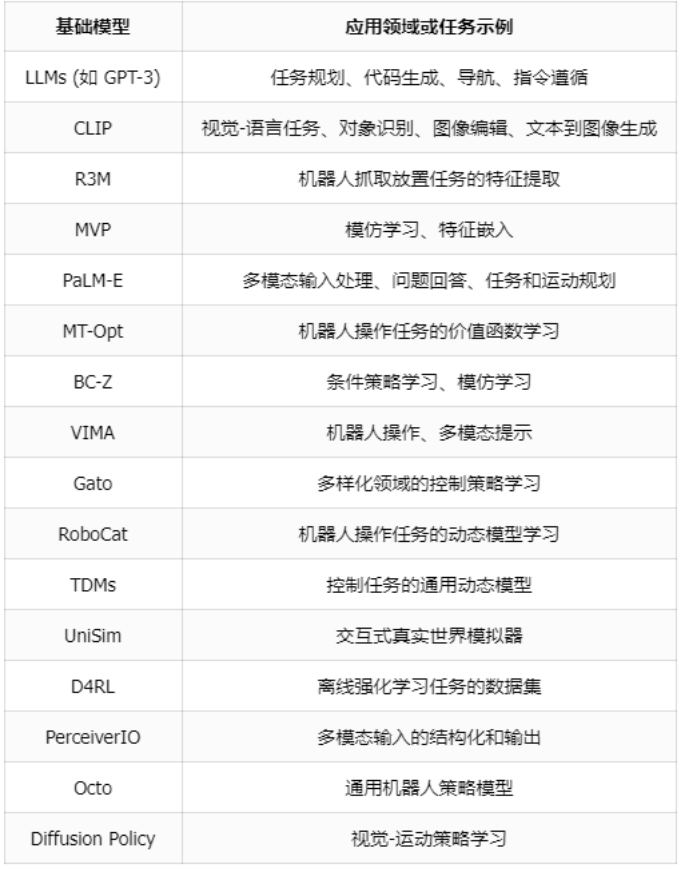 基础模型 应用领域或任务示例
LLMs (如 GPT-3) 任务规划、代码生成、导航、指令遵循
CLIP 视觉-语言任务、对象识别、图像编辑、文本到图像生成
R3M 机器人抓取放置任务的特征提取
MVP 模仿学习、特征嵌入
PaLM-E 多模态输入处理、问题回答、任务和运动规划
MT-Opt 机器人操作任务的价值函数学习
BC-Z 条件策略学习、模仿学习
VIMA 机器人操作、多模态提示
Gato 多样化领域的控制策略学习
RoboCat 机器人操作任务的动态模型学习
TDMs 控制任务的通用动态模型
UniSim 交互式真实世界模拟器
D4RL 离线强化学习任务的数据集
PerceiverIO 多模态输入的结构化和输出
Octo 通用机器人策略模型
Diffusion Policy 视觉-运动策略学习